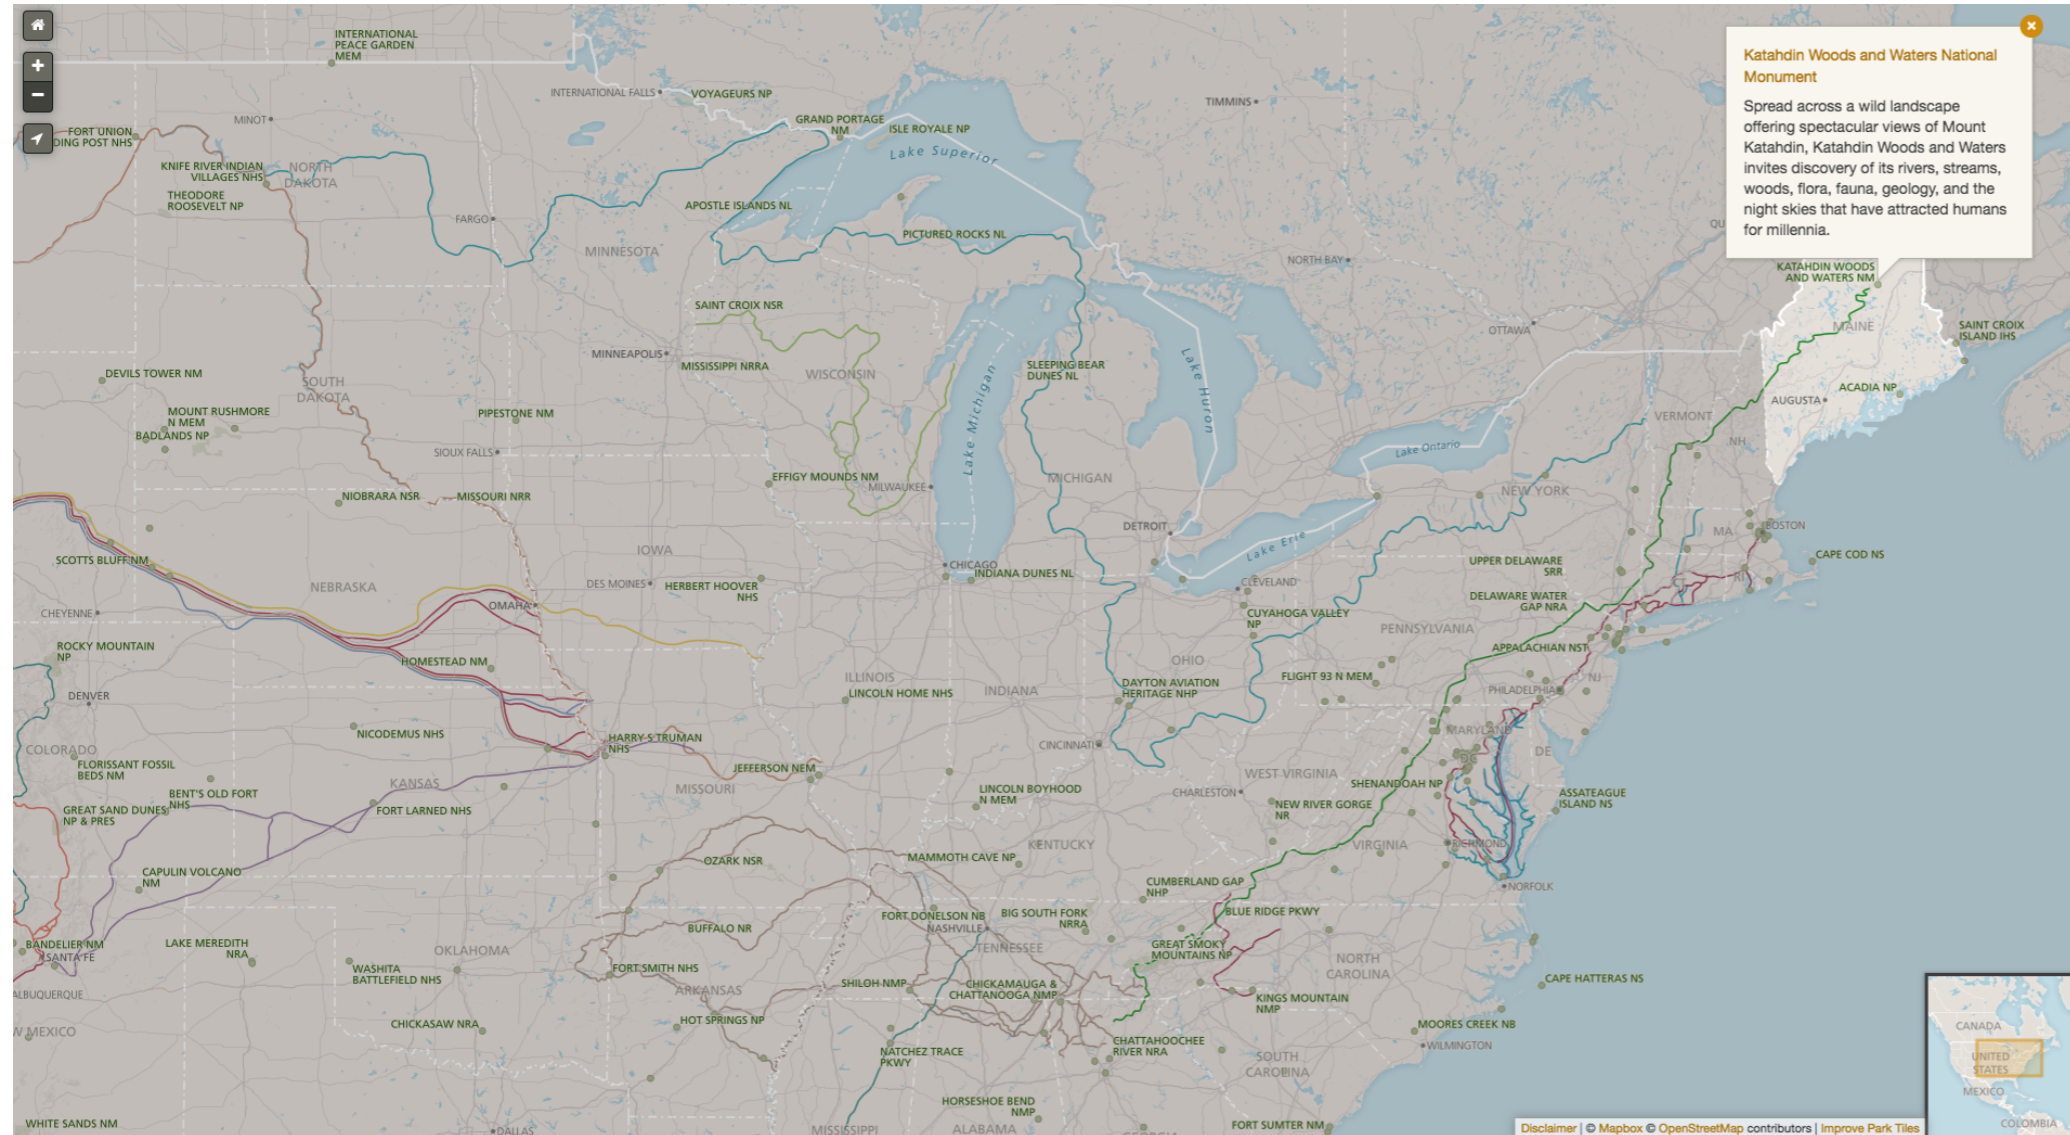 INTERNATIONAL
PEACE GARDEN
MEM
INTERNATIONAL FALLS
VOYAGEURS NP
GRAND PORTAGE
NM
ISLE ROYALE NP
Lake Superior
TIMMINS
Katahdin Woods and Waters National
Monument
Spread across a wild landscape
offering spectacular views of Mount
Katahdin, Katahdin Woods and Waters
invites discovery of its rivers, streams,
woods, flora, fauna, geology, and the
night skies that have attracted humans
for millennia.
MINOT
FORT UNION
DING POST NHS
KNIFE RIVER INDIAN
VILLAGES NHS
NORTH
DAKOTA
THEODORE
ROOSEVELT NP
FARGO
APOSTLE ISLANDS NL
PICTURED ROCKS NL
MINNESOTA
NORTH BAY
QU
KATAHDIN WOODS
AND WATERS NM
SAINT CROIX NSR
OTTAWA
MAINE
SAINT CROIX
ISLAND IHS
MINNEAPOLIS
MISSISSIPPI NRRA
WISCONSIN
SLEEPING BEAR
DUNES NL
Lake Michigan
Lake Huron
DEVILS TOWER NM
SOUTH
DAKOTA
ACADIA NP
AUGUSTA
VERMONT
NH
MOUNT RUSHMORE
N MEM
BADLANDS NP
PIPESTONE NM
SIOUX FALLS
Lake Ontario
EFFIGY MOUNDS NM
MILWAUKEE
MICHIGAN
NEW YORK
NIOBRARA NSR
MISSOURI NRR
DETROIT
MA
BOSTON
IOWA
Lake Erie
CAPE COD NS
SCOTTS BLUFF NM
NEBRASKA
DES MOINES
HERBERT HOOVER
NHS
CHICAGO
INDIANA DUNES NL
CLEVELAND
UPPER DELAWARE
SRR
CT
RI
CHEYENNE
OMAHA
CUYAHOGA VALLEY
NP
DELAWARE WATER
GAP NRA
PENNSYLVANIA
ROCKY MOUNTAIN
NP
HOMESTEAD NM
APPALACHIAN NST
DENVER
ILLINOIS
LINCOLN HOME NHS
INDIANA
OHIO
DAYTON AVIATION
HERITAGE NHP
FLIGHT 93 N MEM
PHILADELPHIA
NJ
NICODEMUS NHS
HARRY S TRUMAN
NHS
CINCINNATI
MARYLAND
DE
DC
COLORADO
FLORISSANT FOSSIL
BEDS NM
KANSAS
JEFFERSON NEM
MISSOURI
WEST VIRGINIA
SHENANDOAH NP
BENT'S OLD FORT
NHS
GREAT SAND DUNES
NP & PRES
FORT LARNED NHS
LINCOLN BOYHOOD
N MEM
CHARLESTON
NEW RIVER GORGE
NR
ASSATEAGUE
ISLAND NS
KENTUCKY
VIRGINIA
RICHMOND
OZARK NSR
MAMMOTH CAVE NP
CAPULIN VOLCANO
NM
CUMBERLAND GAP
NHP
NORFOLK
FORT DONELSON NB
NASHVILLE
BIG SOUTH FORK
NRRA
BLUE RIDGE PKWY
BUFFALO NR
BANDELIER NM
SANTA FE
LAKE MEREDITH
NRA
OKLAHOMA
TENNESSEE
GREAT SMOKY
MOUNTAINS NP
NORTH
CAROLINA
WASHITA
BATTLEFIELD NHS
FORT SMITH NHS
CAPE HATTERAS NS
ALBUQUERQUE
ARKANSAS
SHILOH NMP
CHICKAMAUGA &
CHATTANOOGA NMP
KINGS MOUNTAIN
NMP
W MEXICO
CHICKASAW NRA
HOT SPRINGS NP
MOORES CREEK NB
WILMINGTON
NATCHEZ TRACE
PKWY
CHATTAHOOCHEE
RIVER NRA
SOUTH
CAROLINA
CANADA
UNITED
STATES
MEXICO
COLOMBIA
WHITE SANDS NM
DALLAS
MISSISSIPPI
HORSESHOE BEND
NMP
ALABAMA
GEORGIA
FORT SUMTER NM
Disclaimer | © Mapbox © OpenStreetMap contributors | Improve Park Tiles